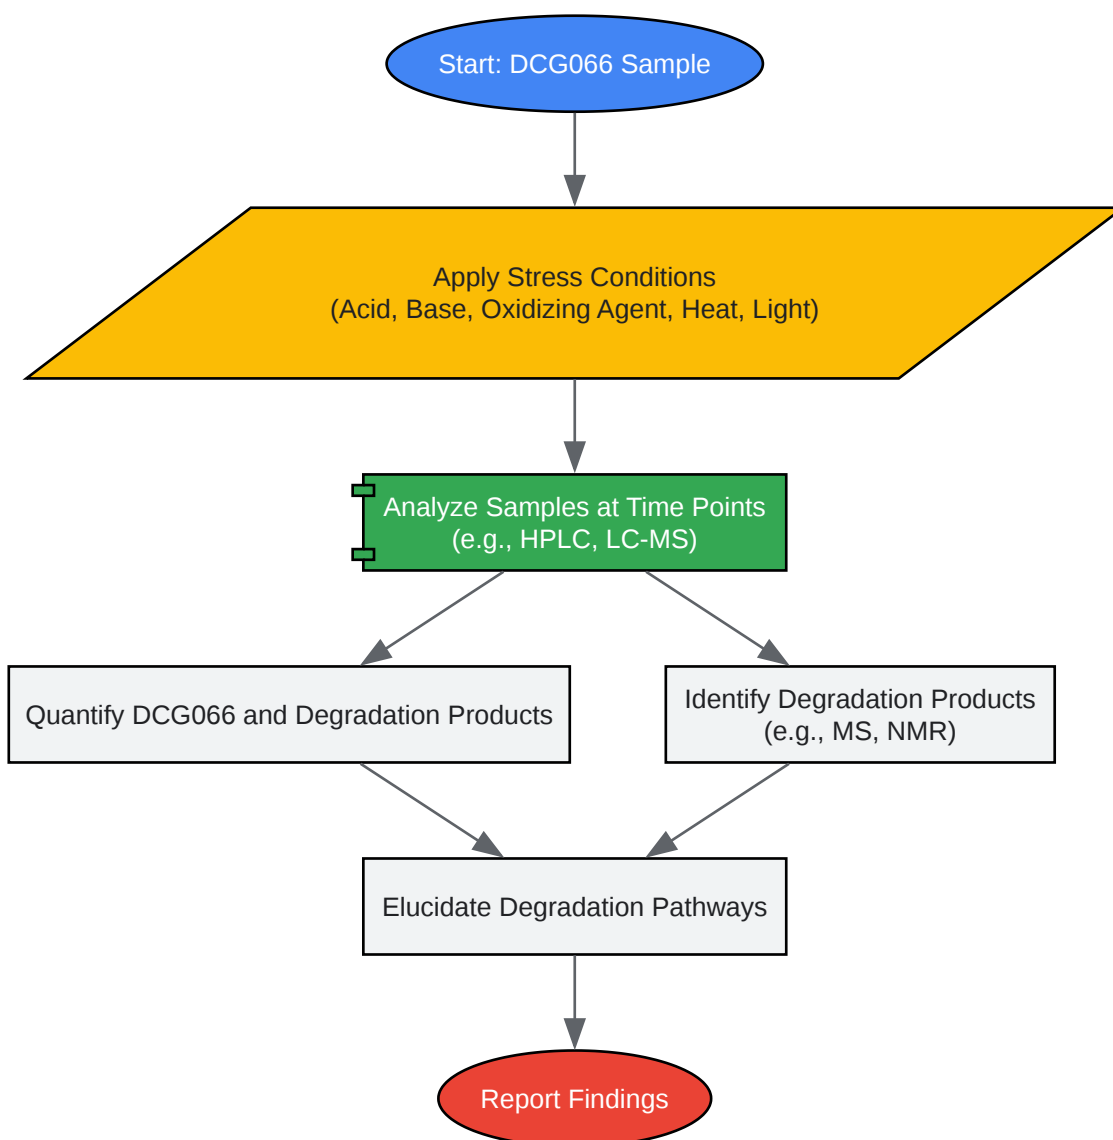 Start: DCG066 Sample
Apply Stress Conditions
(Acid, Base, Oxidizing Agent, Heat, Light)
Analyze Samples at Time Points
(e.g., HPLC, LC-MS)
Quantify DCG066 and Degradation Products
Identify Degradation Products
(e.g., MS, NMR)
Elucidate Degradation Pathways
Report Findings